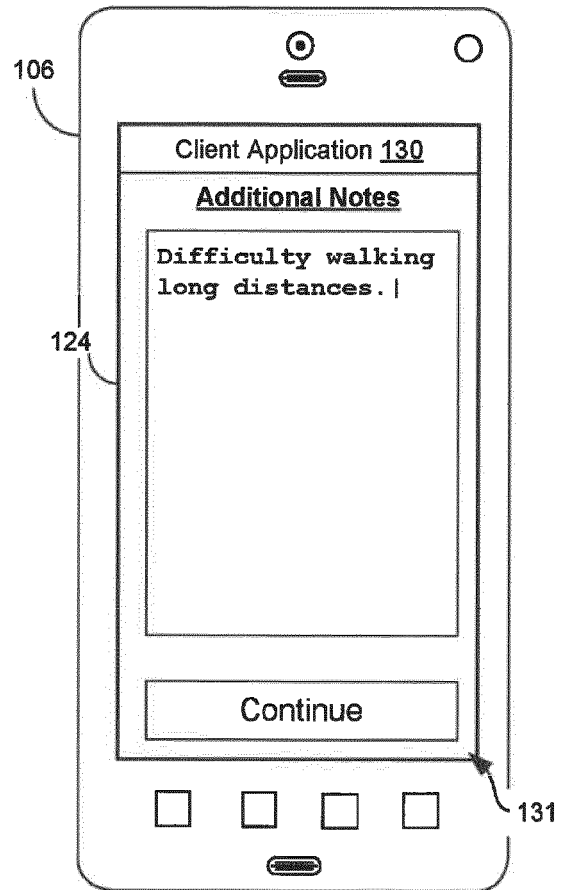 106
Client Application 130
Additional Notes
Difficulty walking
long distances.|
124
Continue
131